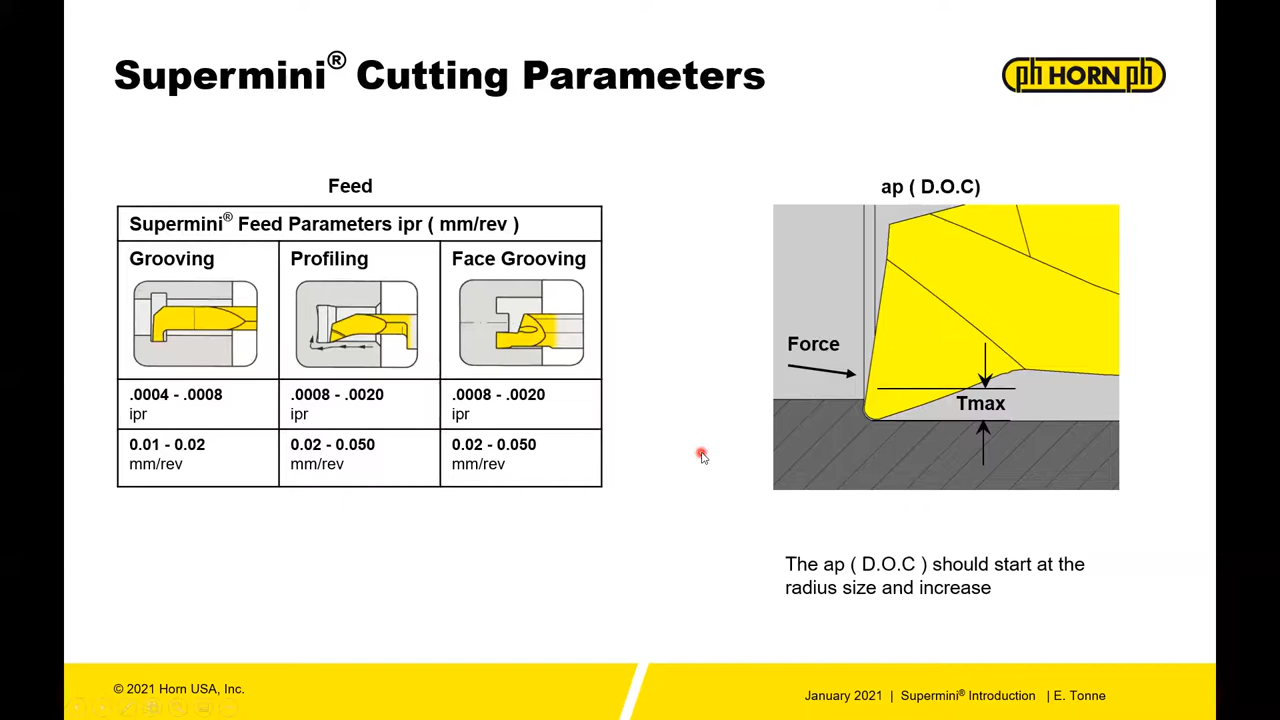 Supermini® Cutting Parameters
ph HORN ph
Feed
Supermini® Feed Parameters ipr ( mm/rev )
Grooving
Profiling
Face Grooving
.0004 - .0008
ipr
.0008 - .0020
ipr
.0008 - .0020
ipr
0.01 - 0.02
mm/rev
0.02 - 0.050
mm/rev
0.02 - 0.050
mm/rev
ap ( D.O.C)
Force
Tmax
The ap ( D.O.C ) should start at the
radius size and increase
© 2021 Horn USA, Inc.
January 2021 | Supermini® Introduction | E. Tonne